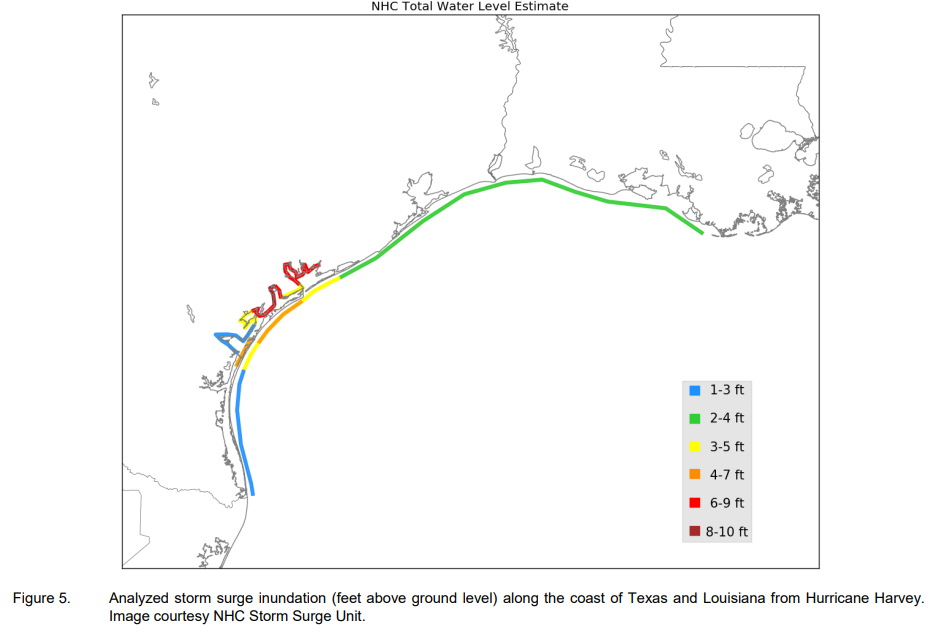 NHC Total Water Level Estimate
1-3 ft
2-4 ft
3-5 ft
4-7 ft
6-9 ft
8-10 ft
Figure 5. Analyzed storm surge inundation (feet above ground level) along the coast of Texas and Louisiana from Hurricane Harvey.
Image courtesy NHC Storm Surge Unit.